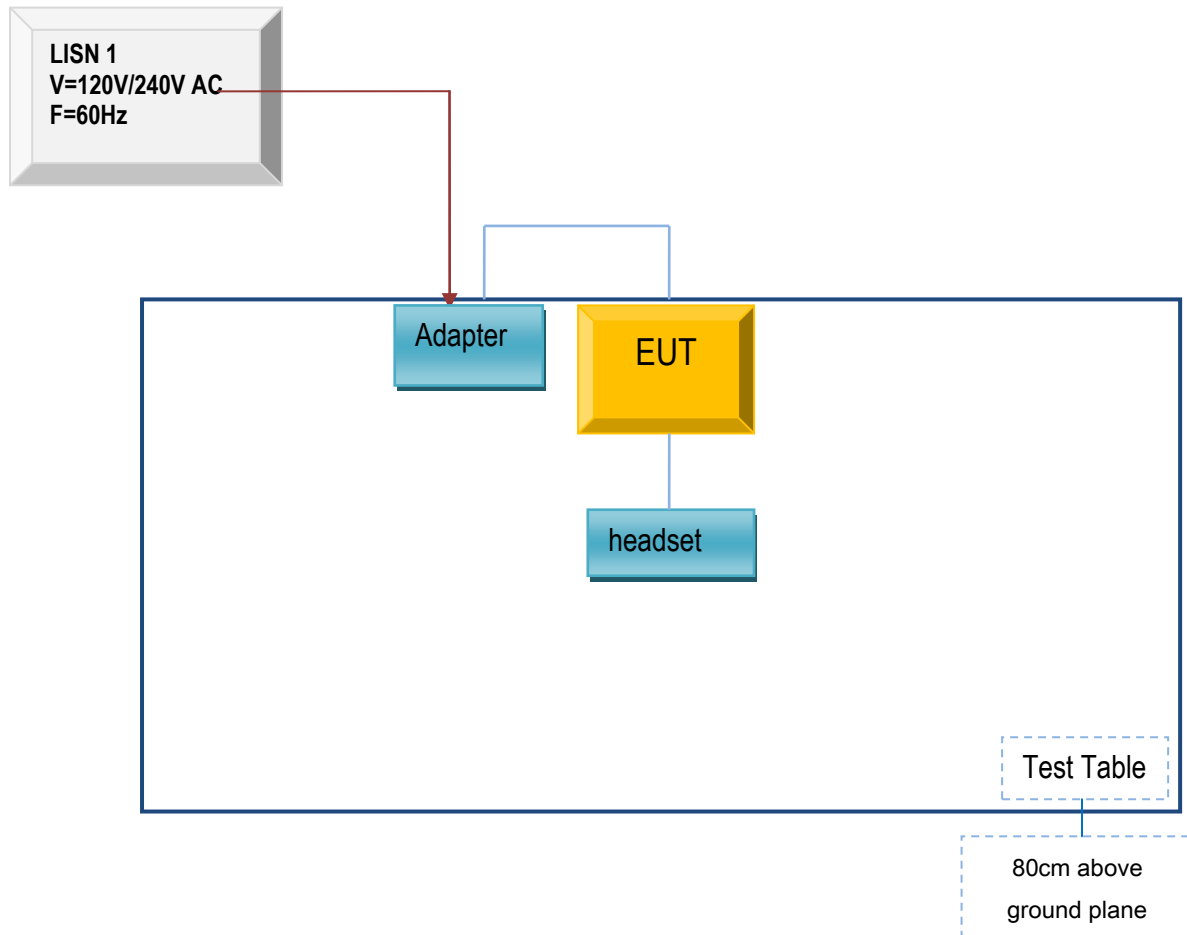 LISN 1
V=120V/240V AC
F=60Hz
Adapter
EUT
headset
Test Table
80cm above
ground plane